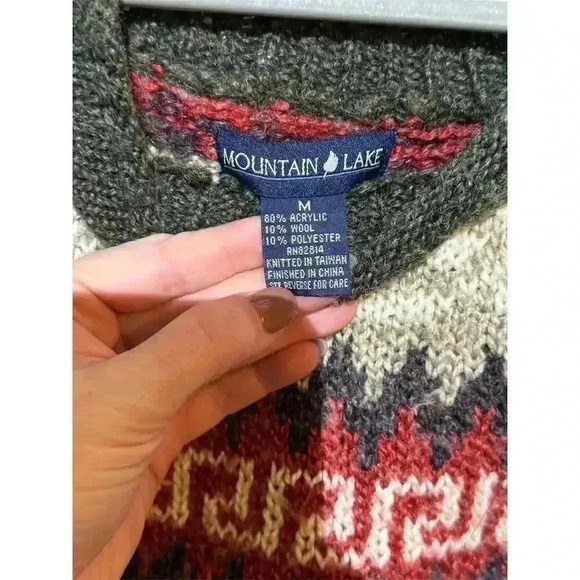 MOUNTAIN LAKE
M
80% ACRYLIC
10% WOOL
10% POLYESTER
RN82814
KNITTED IN TAIWAN
FINISHED IN CHINA
SEE REVERSE FOR CARE